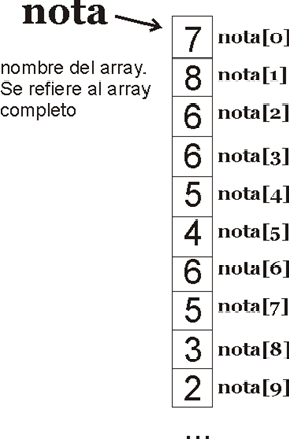 nota
nombre del array.
Se refiere al array
completo
7 nota[0]
8 nota[1]
6 nota[2]
6 nota[3]
5 nota[4]
4 nota[5]
6 nota[6]
5 nota[7]
3 nota[8]
2 nota[9]
...